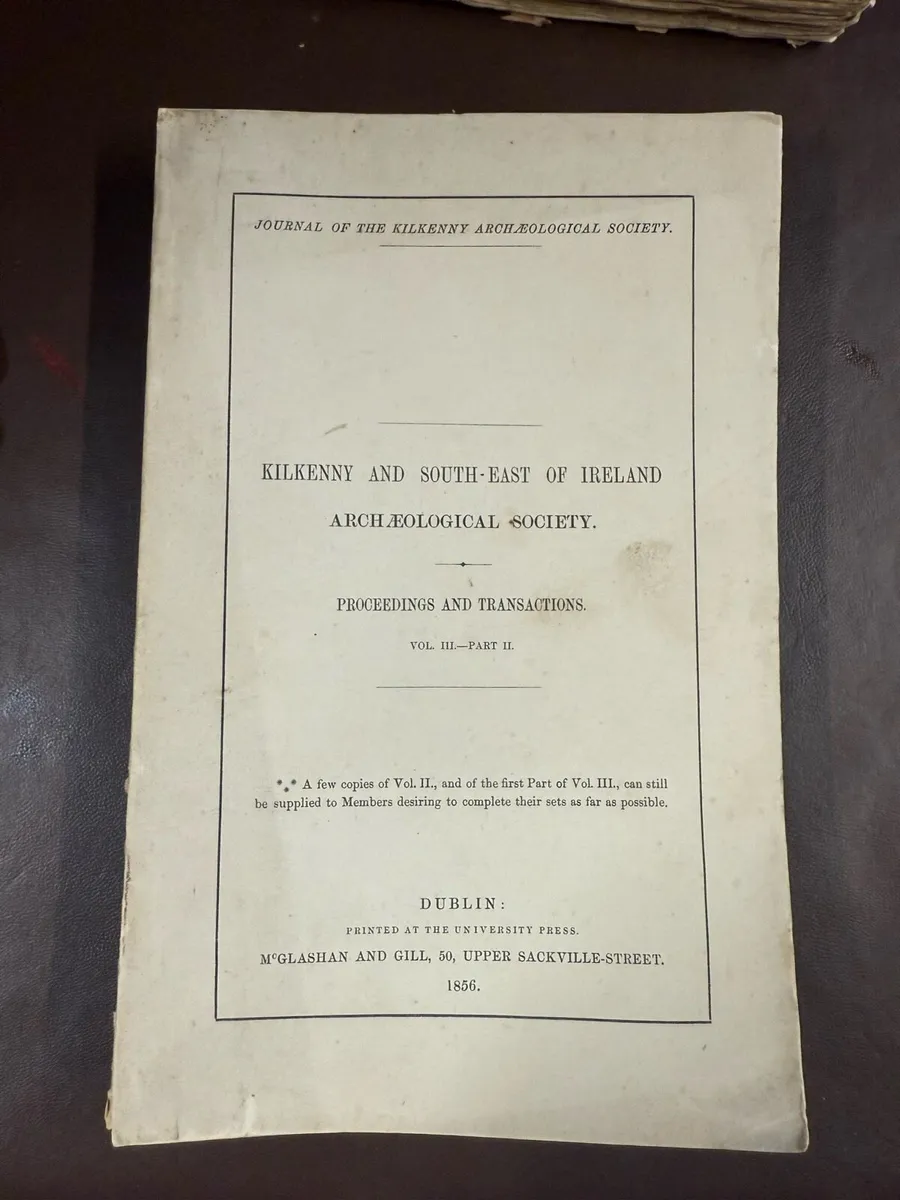 JOURNAL OF THE KILKENNY ARCHÆOLOGICAL SOCIETY.
KILKENNY AND SOUTH-EAST OF IRELAND
ARCHÆOLOGICAL SOCIETY.
PROCEEDINGS AND TRANSACTIONS.
VOL. III.—PART II.
*⁎* A few copies of Vol. II., and of the first Part of Vol. III., can still
be supplied to Members desiring to complete their sets as far as possible.
DUBLIN:
PRINTED AT THE UNIVERSITY PRESS.
MᶜGLASHAN AND GILL, 50, UPPER SACKVILLE-STREET.
1856.